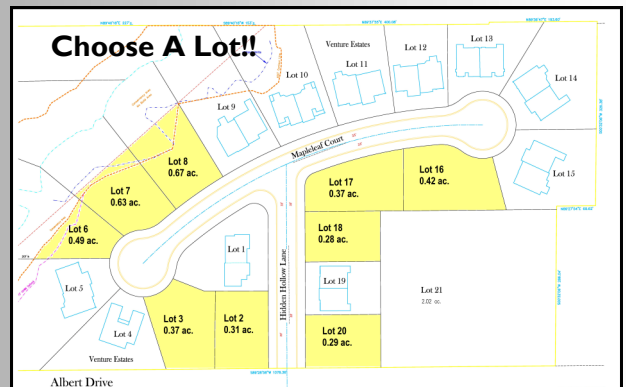 Choose A Lot!!
Venture Estates
Lot 13
Lot 12
Lot 11
Lot 10
Lot 14
Lot 9
Mapleleaf Court
Lot 8
0.67 ac.
Lot 7
0.63 ac.
Lot 16
0.42 ac.
Lot 17
0.37 ac.
Lot 15
Lot 6
0.49 ac.
Lot 18
0.28 ac.
Lot 1
Hidden Hollow Lane
Lot 5
Lot 19
Lot 21
2.02 ac.
Lot 3
0.37 ac.
Lot 2
0.31 ac.
Lot 4
Lot 20
0.29 ac.
Venture Estates
Albert Drive